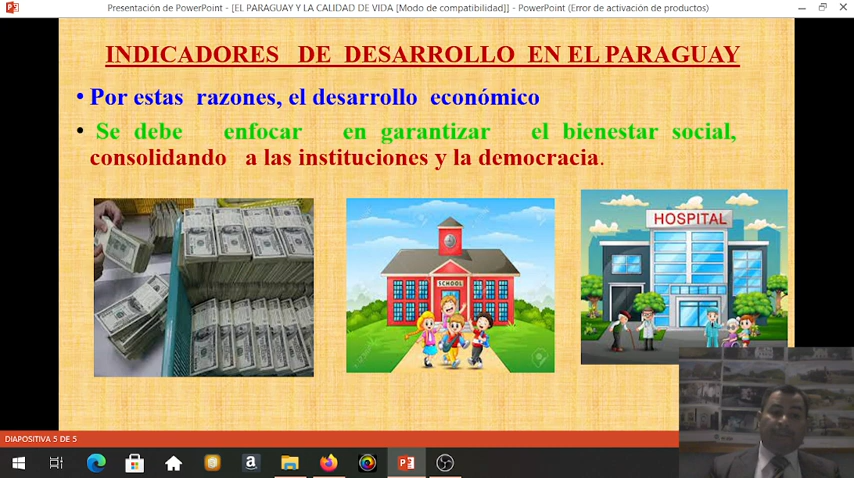 Presentación de PowerPoint - [EL PARAGUAY Y LA CALIDAD DE VIDA [Modo de compatibilidad]] - PowerPoint (Error de activación de productos)
INDICADORES DE DESARROLLO EN EL PARAGUAY
• Por estas razones, el desarrollo económico
• Se debe enfocar en garantizar el bienestar social,
consolidando a las instituciones y la democracia.
SCHOOL
HOSPITAL
DIAPOSITIVA 5 DE 5